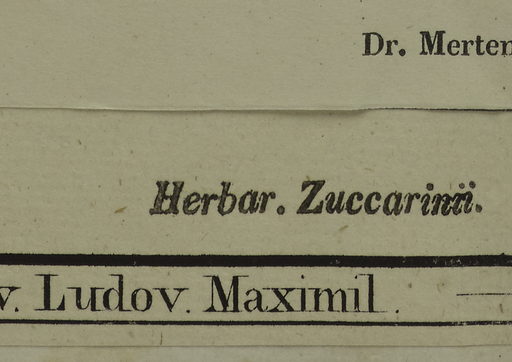 Dr. Merten
Herbar. Zuccarinii.
v. Ludov. Maximil.